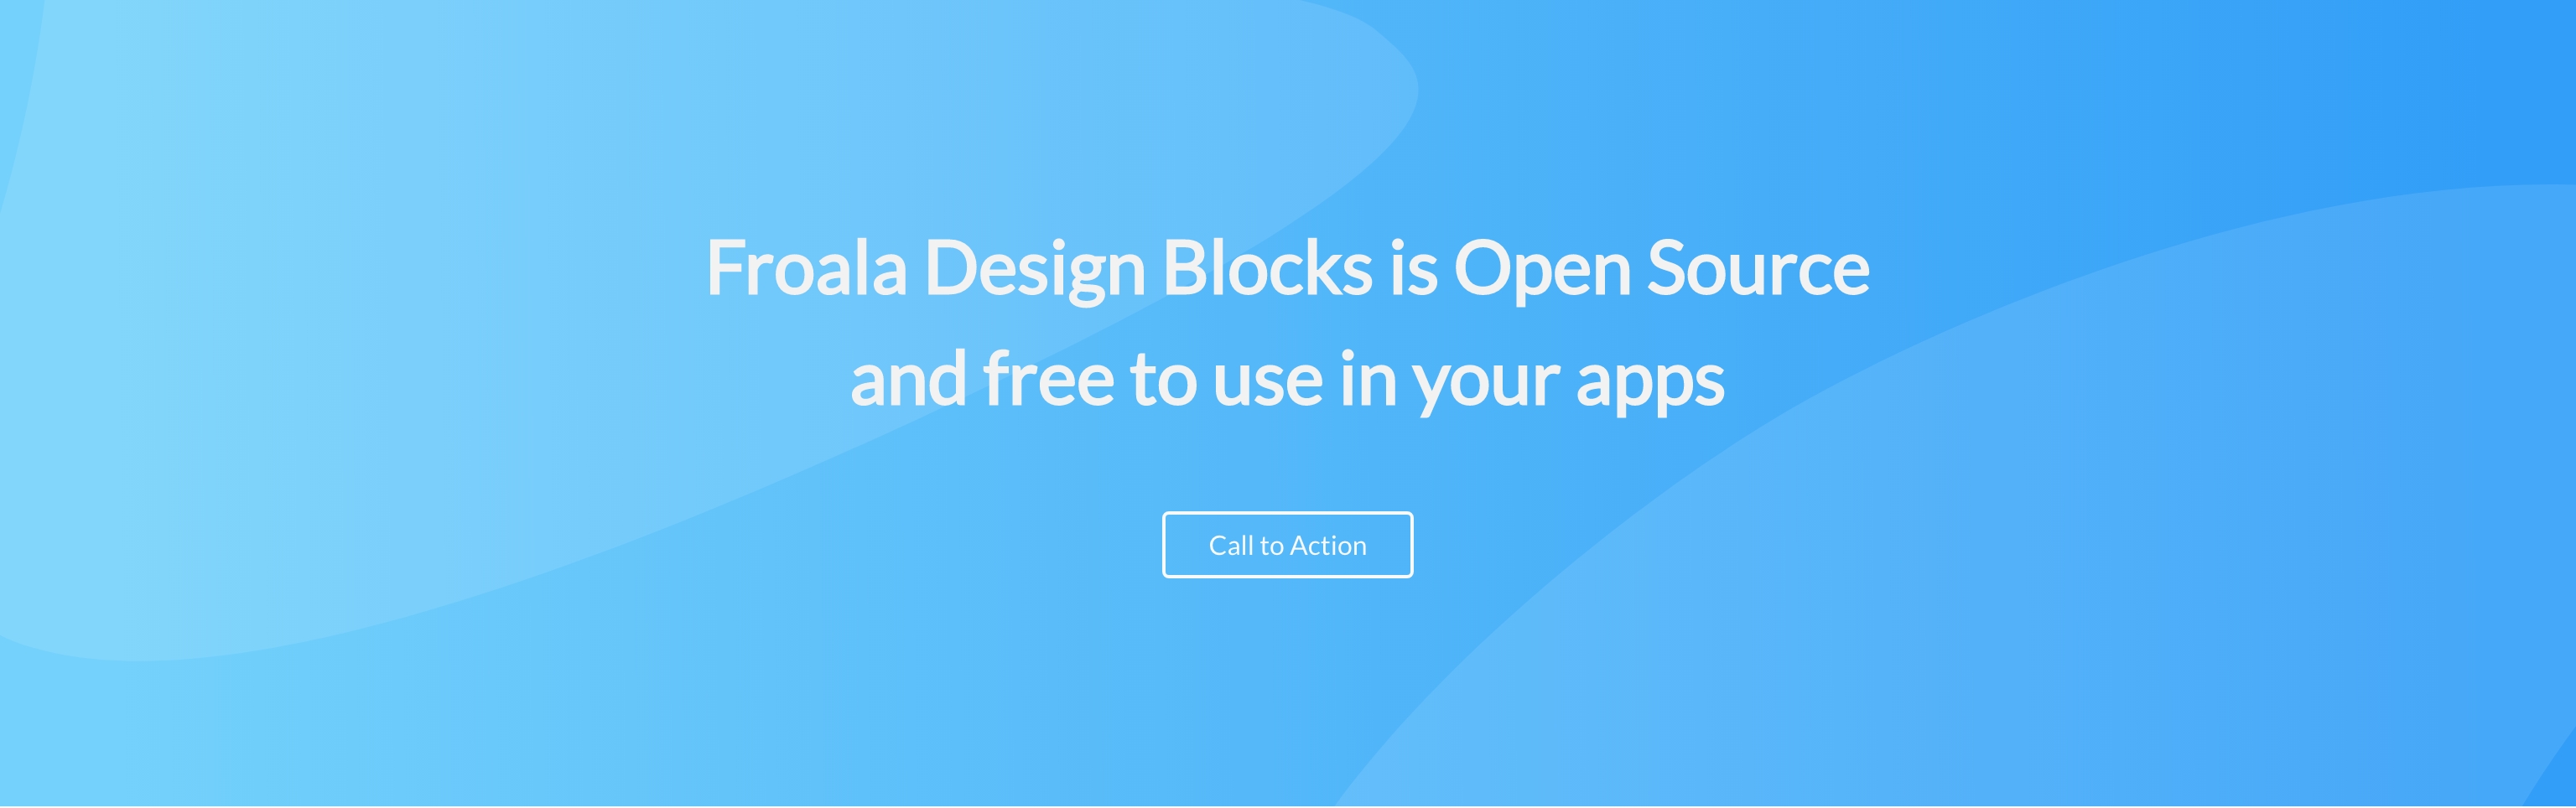 Froala Design Blocks is Open Source
and free to use in your apps
Call to Action